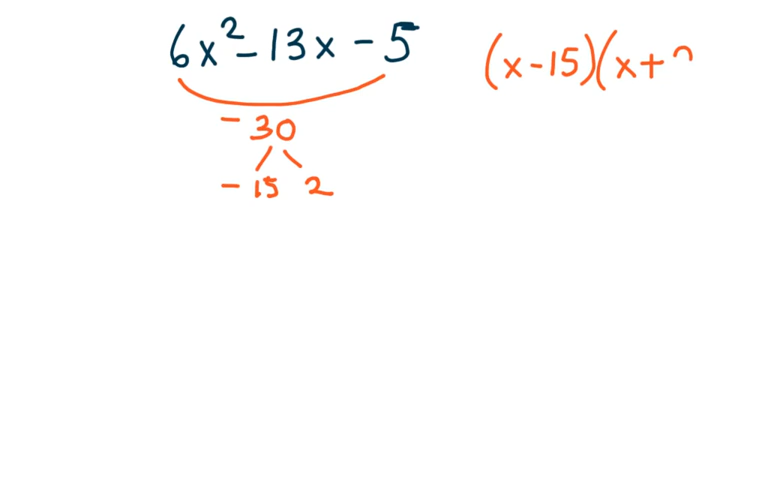 6x² - 13x - 5 (x - 15)(x +
- 30
- 15 2